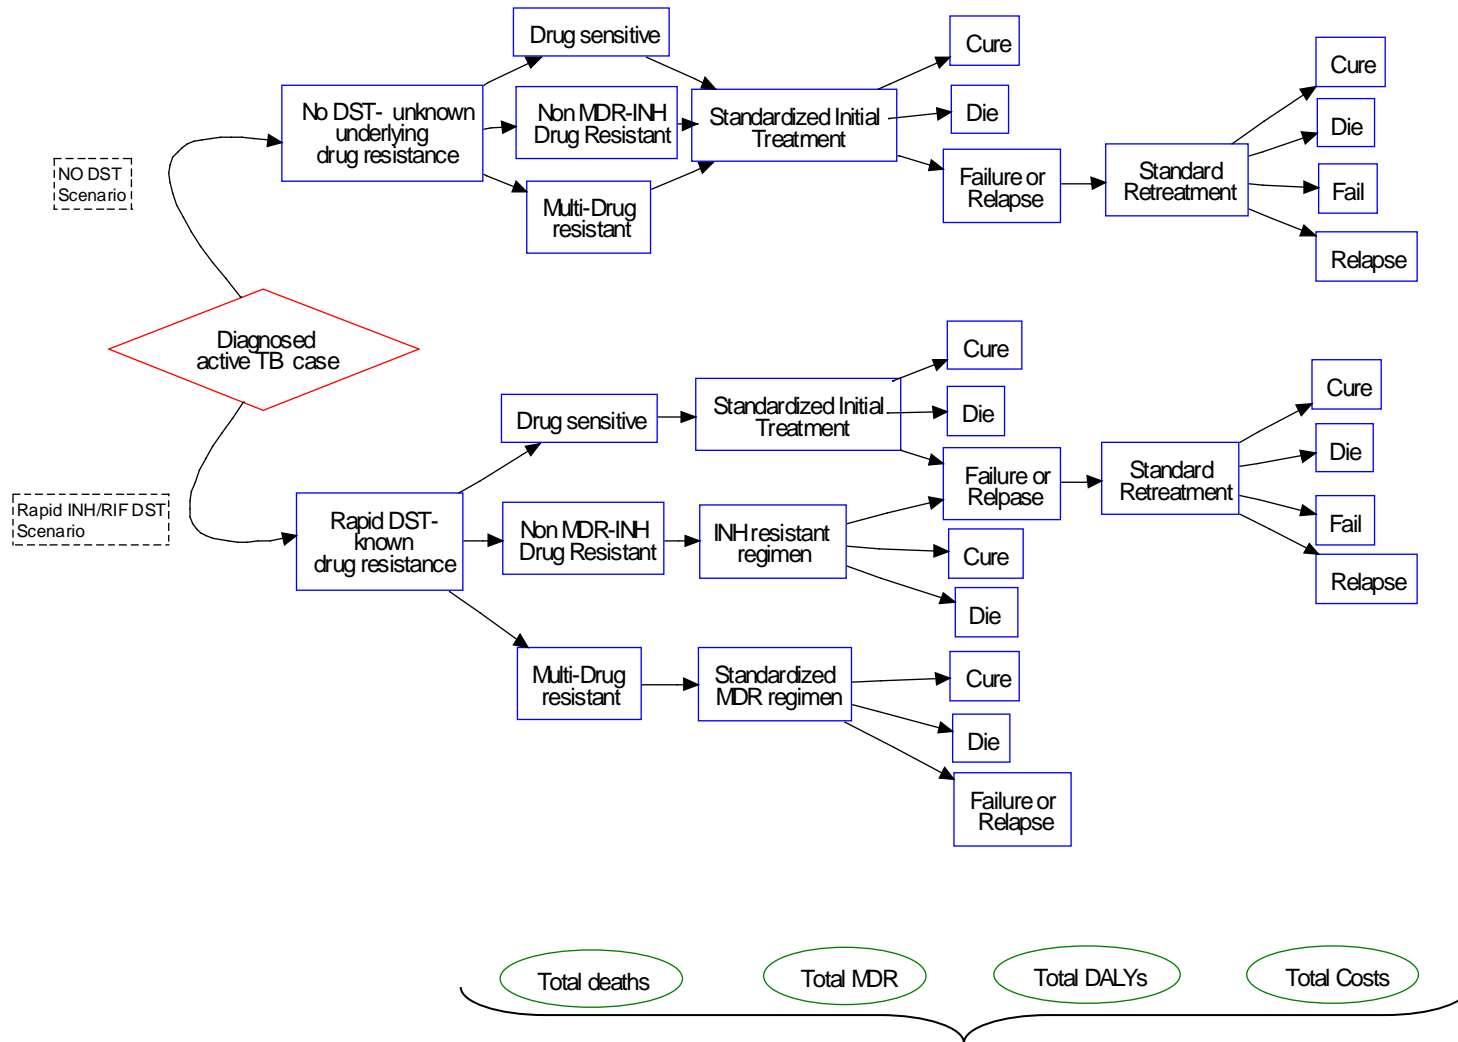 Drug sensitive
Cure
Cure
No DST- unknown
underlying
drug resistance
Non MDR-INH
Drug Resistant
Standardized Initial
Treatment
Die
Die
NO DST
Scenario
Multi-Drug
resistant
Failure or
Relapse
Standard
Retreatment
Fail
Relapse
Diagnosed
active TB case
Cure
Cure
Drug sensitive
Standardized Initial
Treatment
Die
Die
Rapid INH/RIF DST
Scenario
Rapid DST-
known
drug resistance
Non MDR-INH
Drug Resistant
INH resistant
regimen
Failure or
Relpase
Standard
Retreatment
Fail
Cure
Relapse
Die
Multi-Drug
resistant
Standardized
MDR regimen
Cure
Die
Failure or
Relapse
Total deaths
Total MDR
Total DALYs
Total Costs